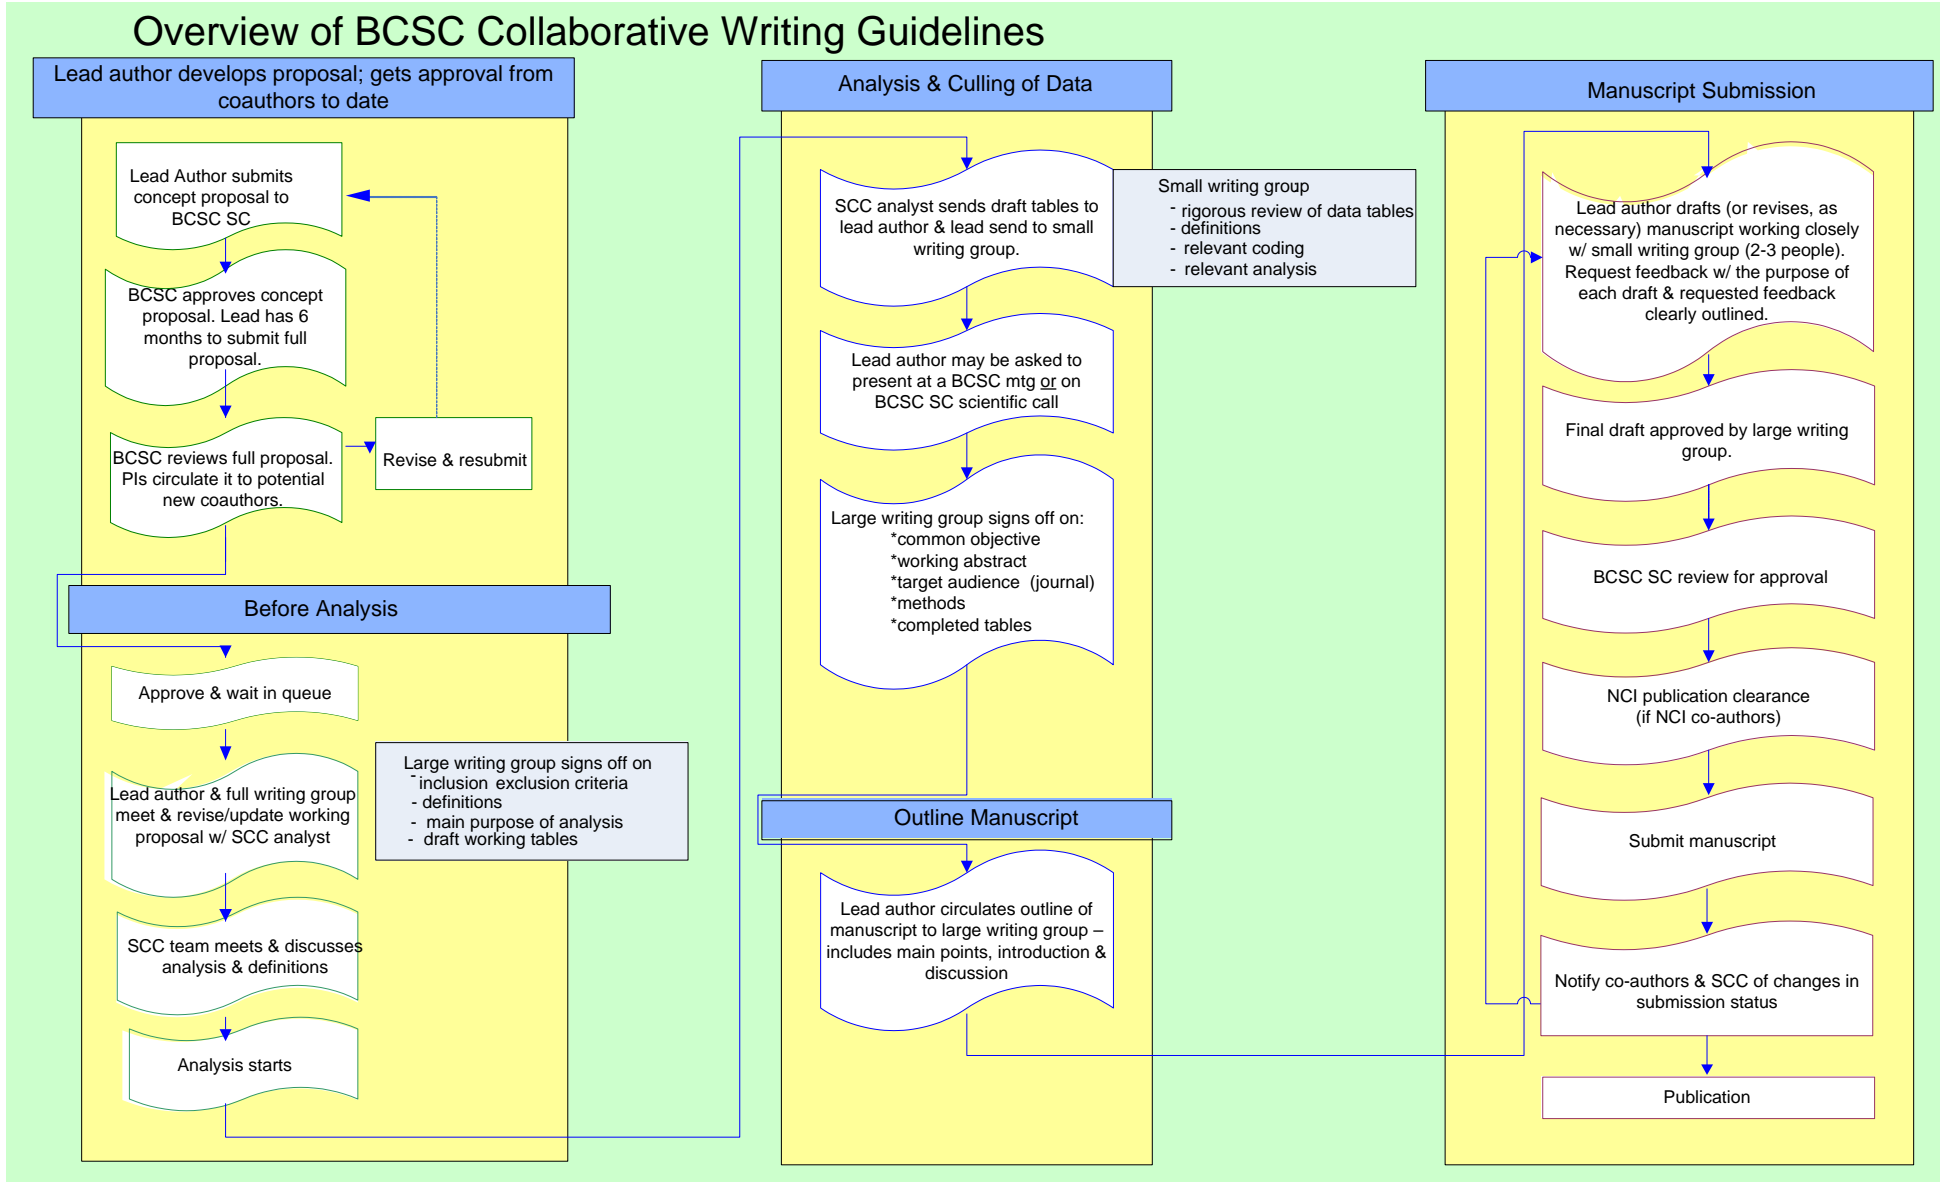 Overview of BCSC Collaborative Writing Guidelines
Lead author develops proposal; gets approval from
coauthors to date
Lead Author submits
concept proposal to
BCSC SC
BCSC approves concept
proposal. Lead has 6
months to submit full
proposal.
BCSC reviews full proposal.
PIs circulate it to potential
new coauthors.
Revise & resubmit
Before Analysis
Approve & wait in queue
Lead author & full writing group
meet & revise/update working
proposal w/ SCC analyst
Large writing group signs off on
- inclusion exclusion criteria
- definitions
- main purpose of analysis
- draft working tables
SCC team meets & discusses
analysis & definitions
Analysis starts
Analysis & Culling of Data
SCC analyst sends draft tables to
lead author & lead send to small
writing group.
Small writing group
- rigorous review of data tables
- definitions
- relevant coding
- relevant analysis
Lead author may be asked to
present at a BCSC mtg or on
BCSC SC scientific call
Large writing group signs off on:
*common objective
*working abstract
*target audience (journal)
*methods
*completed tables
Outline Manuscript
Lead author circulates outline of
manuscript to large writing group –
includes main points, introduction &
discussion
Manuscript Submission
Lead author drafts (or revises, as
necessary) manuscript working closely
w/ small writing group (2-3 people).
Request feedback w/ the purpose of
each draft & requested feedback
clearly outlined.
Final draft approved by large writing
group.
BCSC SC review for approval
NCI publication clearance
(if NCI co-authors)
Submit manuscript
Notify co-authors & SCC of changes in
submission status
Publication